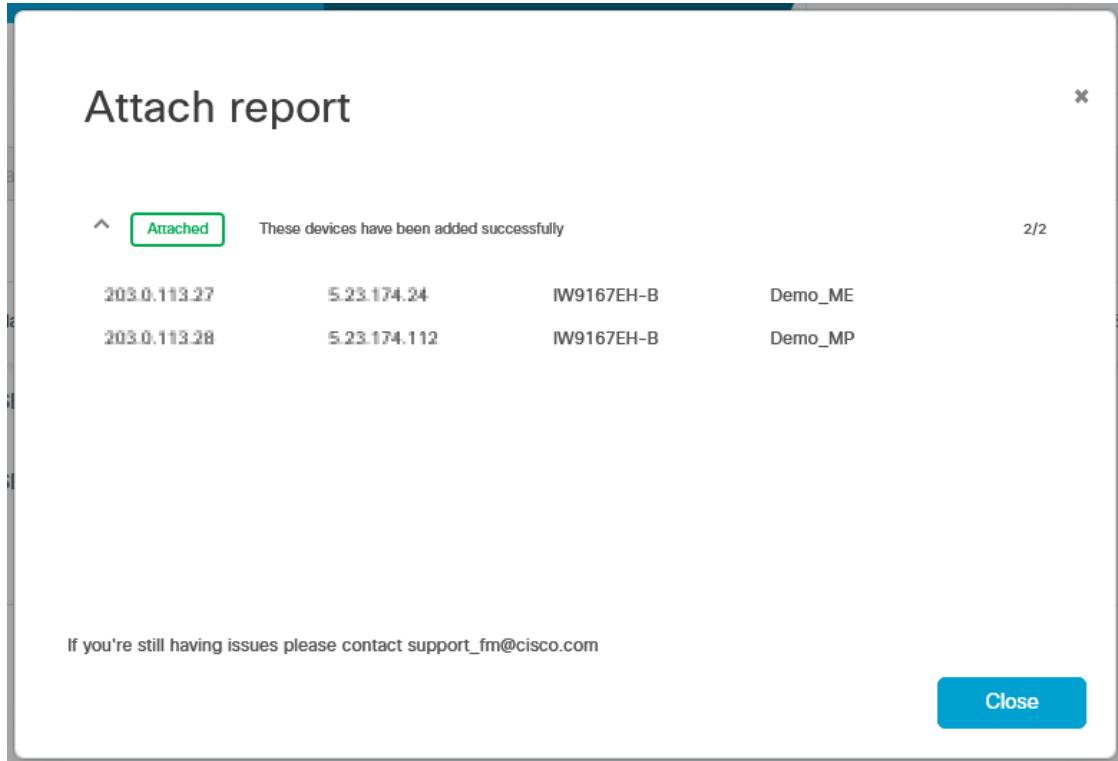 Attach report
Attached These devices have been added successfully 2/2
203.0.113.27 5.23.174.24 IW9167EH-B Demo_ME
203.0.113.28 5.23.174.112 IW9167EH-B Demo_MP
If you're still having issues please contact support_fm@cisco.com
Close